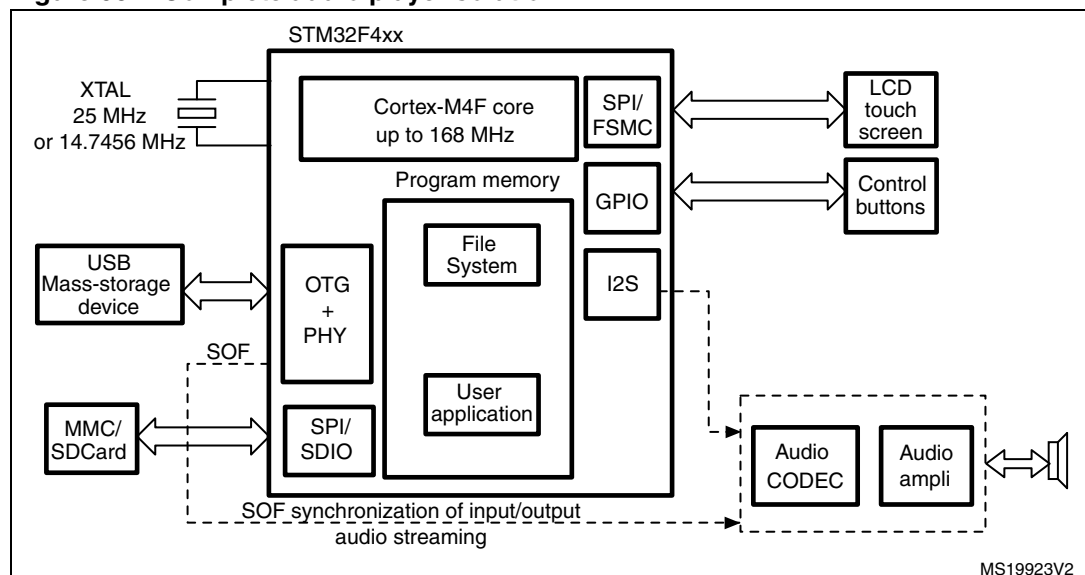 STM32F4xx
XTAL
25 MHz
or 14.7456 MHz
Cortex-M4F core
up to 168 MHz
SPI/
FSMC
LCD
touch
screen
Program memory
GPIO
Control
buttons
File
System
I2S
USB
Mass-storage
device
OTG
+
PHY
SOF
User
application
MMC/
SDCard
SPI/
SDIO
Audio
CODEC
Audio
ampli
SOF synchronization of input/output
audio streaming
MS19923V2